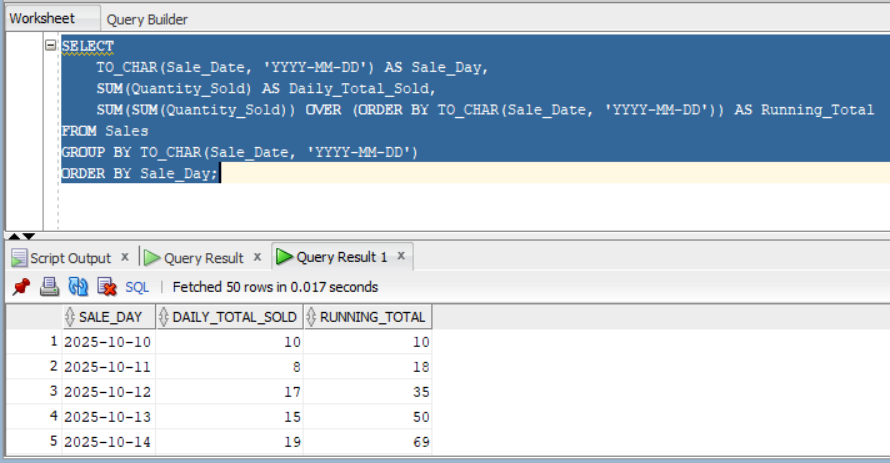 Worksheet Query Builder
SELECT
TO_CHAR(Sale_Date, 'YYYY-MM-DD') AS Sale_Day,
SUM(Quantity_Sold) AS Daily_Total_Sold,
SUM(SUM(Quantity_Sold)) OVER (ORDER BY TO_CHAR(Sale_Date, 'YYYY-MM-DD')) AS Running_Total
FROM Sales
GROUP BY TO_CHAR(Sale_Date, 'YYYY-MM-DD')
ORDER BY Sale_Day;
Script Output x Query Result x Query Result 1 x
SQL | Fetched 50 rows in 0.017 seconds
SALE_DAY DAILY_TOTAL_SOLD RUNNING_TOTAL
1 2025-10-10 10 10
2 2025-10-11 8 18
3 2025-10-12 17 35
4 2025-10-13 15 50
5 2025-10-14 19 69